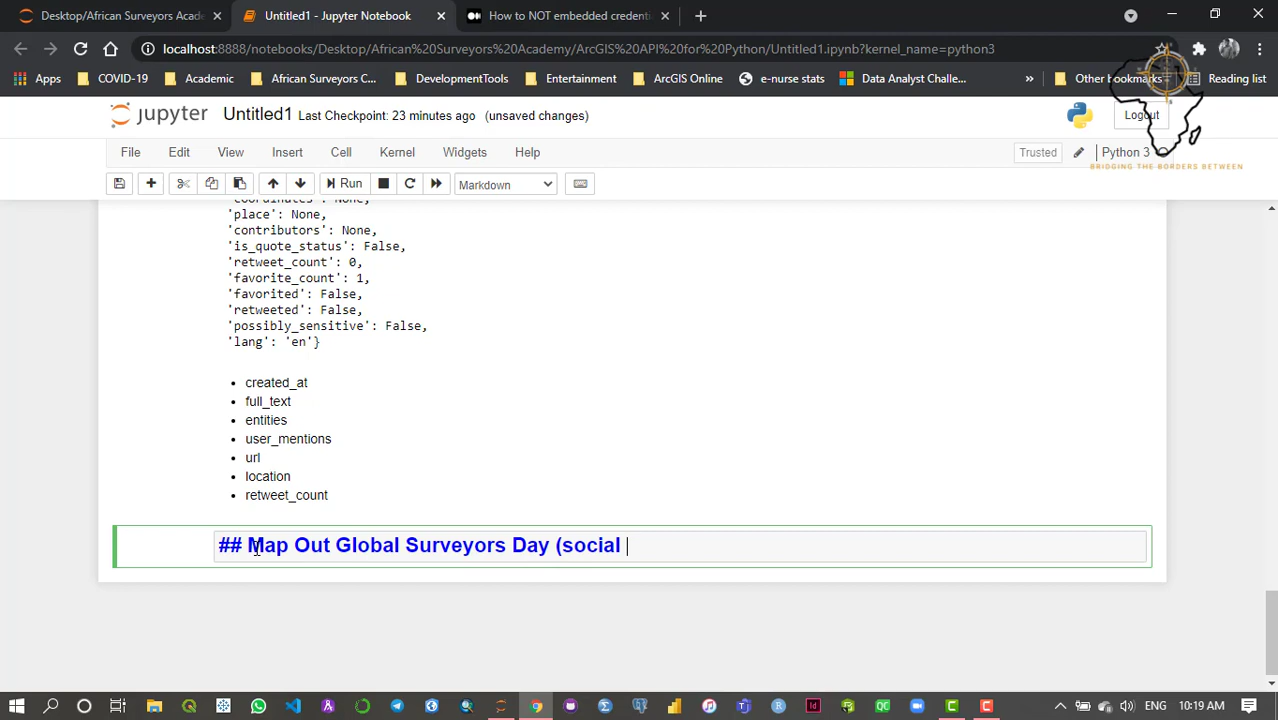 Desktop/African Surveyors Acade
Untitled1 - Jupyter Notebook
How to NOT embedded credenti
localhost:8888/notebooks/Desktop/African%20Surveyors%20Academy/ArcGIS%20API%20for%20Python/Untitled1.ipynb?kernel_name=python3
Apps
COVID-19
Academic
African Surveyors C...
DevelopmentTools
Entertainment
ArcGIS Online
e-nurse stats
Data Analyst Challe...
»
Other bookmarks
Reading list
jupyter
Untitled1 Last Checkpoint: 23 minutes ago (unsaved changes)
Logout
File Edit View Insert Cell Kernel Widgets Help
Trusted
Python 3
BRIDGING THE BORDERS BETWEEN
Run
Markdown
'coordinates': None,
'place': None,
'contributors': None,
'is_quote_status': False,
'retweet_count': 0,
'favorite_count': 1,
'favorited': False,
'retweeted': False,
'possibly_sensitive': False,
'lang': 'en'}
• created_at
• full_text
• entities
• user_mentions
• url
• location
• retweet_count
## Map Out Global Surveyors Day (social
ENG 10:19 AM